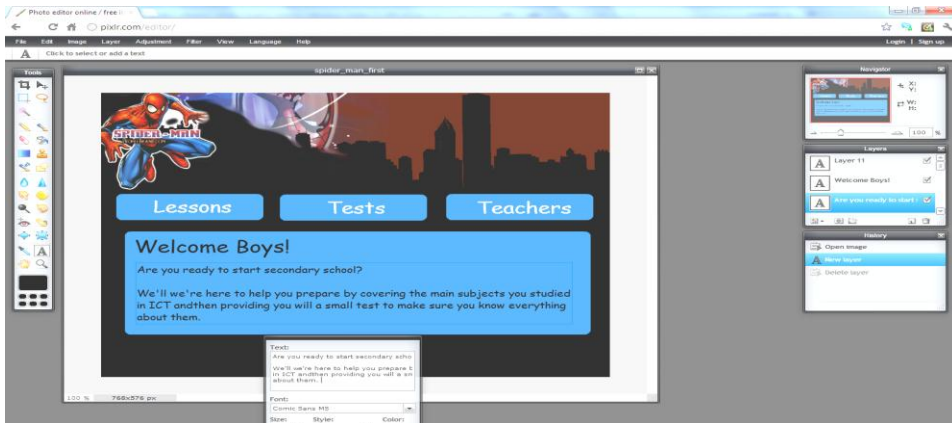 Photo editor online / free i
pixlr.com/editor/
File Edit Image Layer Adjustment Filter View Language Help
Login | Sign up
A Click to select or add a text
Tools
spider_man_first
Navigator
X:
Y:
W:
H:
100 %
SPIDER-MAN
Lessons Tests Teachers
Layers
A Layer 11
A Welcome Boys!
A Are you ready to start
Welcome Boys!
Are you ready to start secondary school?
We'll we're here to help you prepare by covering the main subjects you studied
in ICT andthen providing you will a small test to make sure you know everything
about them.
History
Open image
A New layer
Delete layer
100 % 768x576 px
Text:
Are you ready to start secondary scho
We'll we're here to help you prepare b
in ICT andthen providing you will a sm
about them.
Font:
Comic Sans MS
Size: Style: Color: